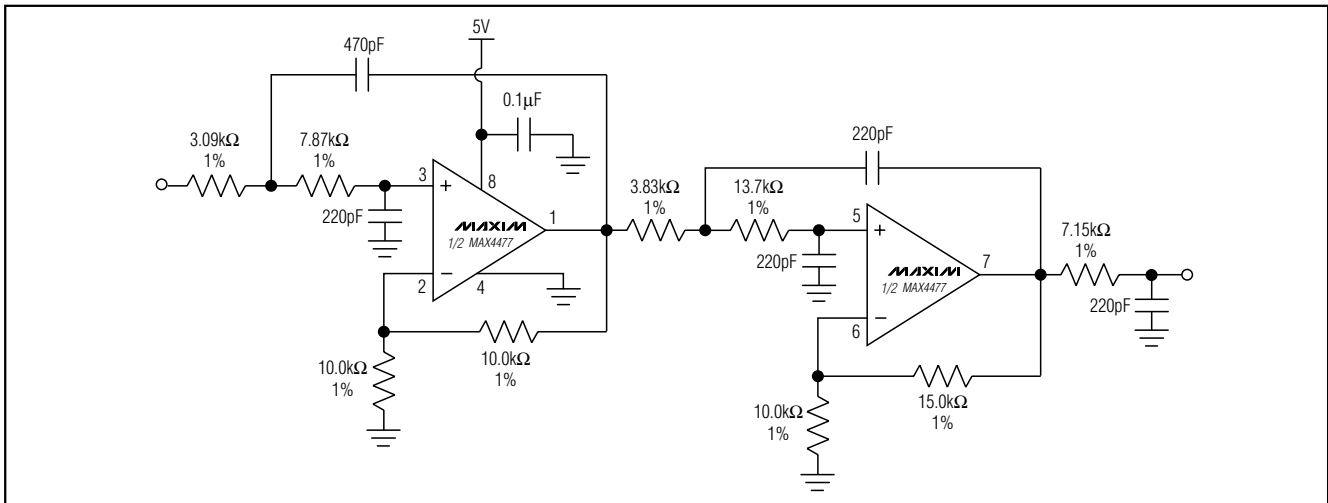 5V
470pF
0.1µF
3.09kΩ
1%
7.87kΩ
1%
3
+
8
220pF
MAXIM
1/2 MAX4477
1
2
−
4
10.0kΩ
1%
10.0kΩ
1%
3.83kΩ
1%
13.7kΩ
1%
220pF
5
+
220pF
MAXIM
1/2 MAX4477
7
6
−
15.0kΩ
1%
10.0kΩ
1%
7.15kΩ
1%
220pF